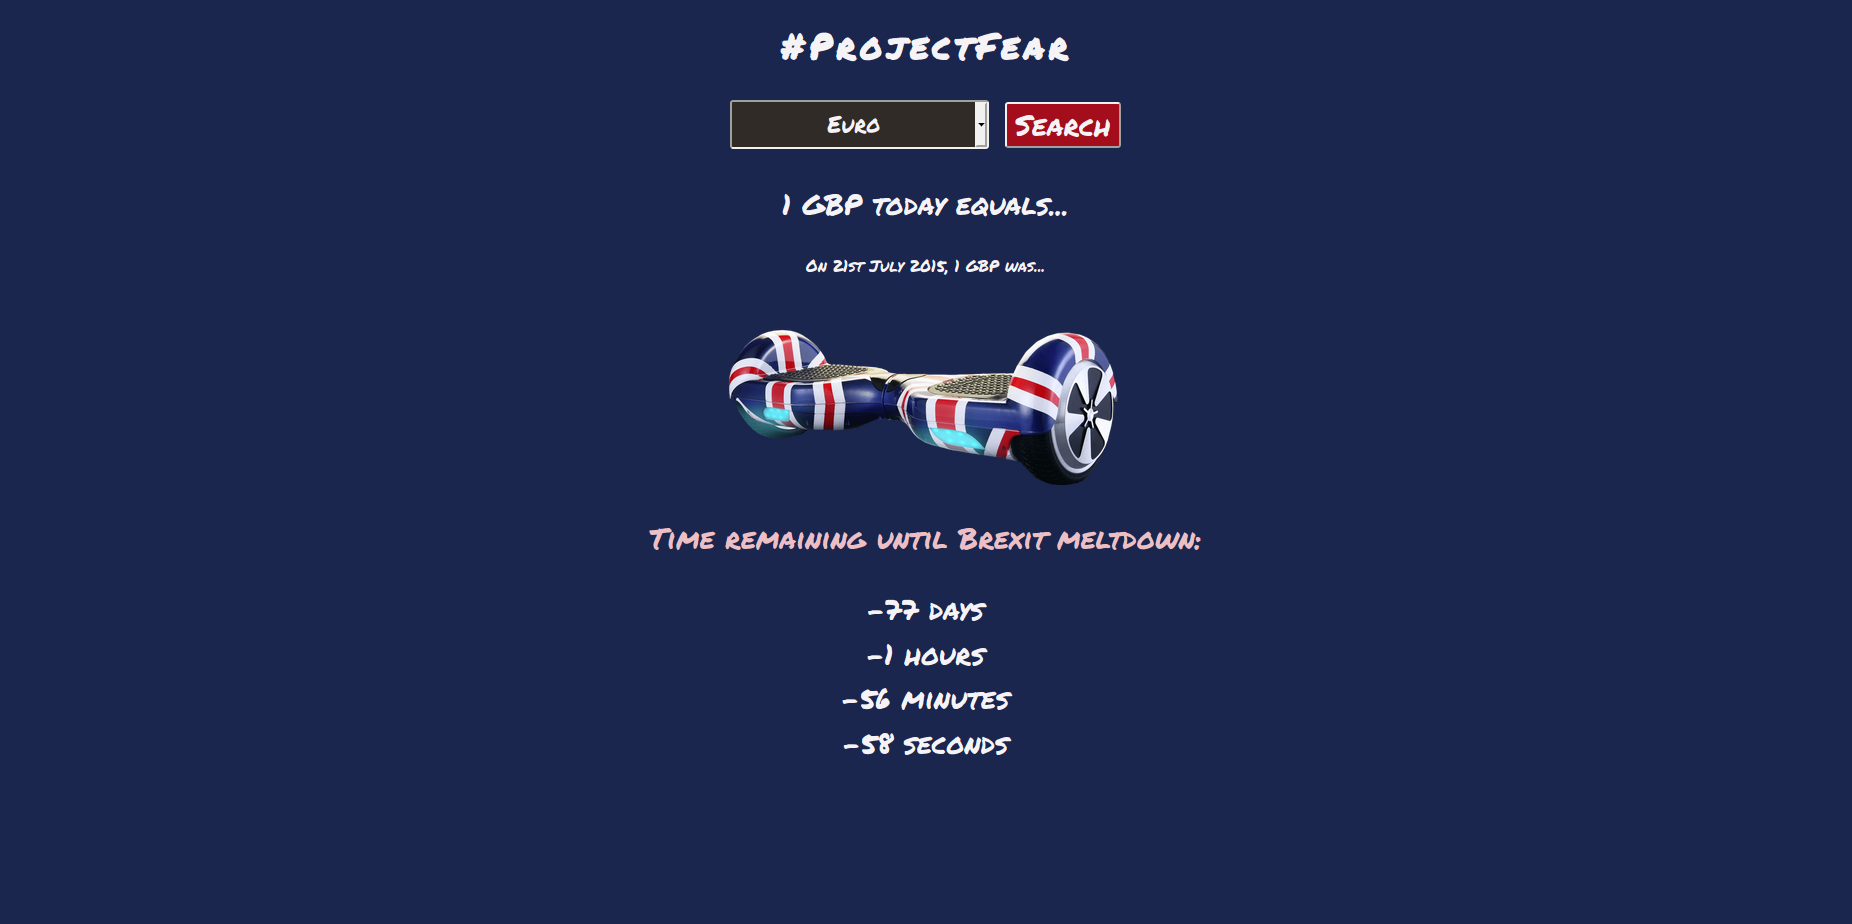 #ProjectFear
Euro
Search
1 GBP today equals...
On 21st July 2015, 1 GBP was...
Time remaining until Brexit meltdown:
-77 days
-1 hours
-56 minutes
-58 seconds